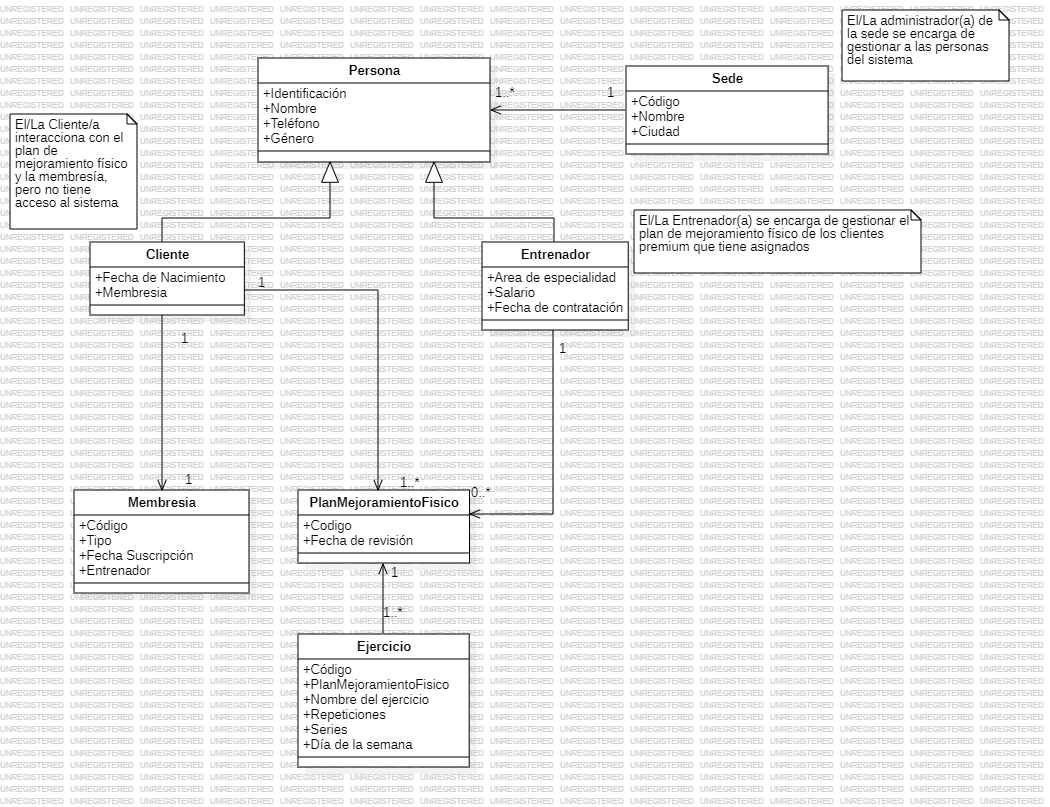 El/La administrador(a) de
la sede se encarga de
gestionar a las personas
del sistema
Persona
+Identificación
+Nombre
+Teléfono
+Género
1..*
1
Sede
+Código
+Nombre
+Ciudad
El/La Cliente/a
interacciona con el
plan de
mejoramiento físico
y la membresía,
pero no tiene
acceso al sistema
El/La Entrenador(a) se encarga de gestionar el
plan de mejoramiento físico de los clientes
premium que tiene asignados
Cliente
+Fecha de Nacimiento
+Membresia
1
1
Entrenador
+Area de especialidad
+Salario
+Fecha de contratación
1
1
1..*
0..*
Membresia
+Código
+Tipo
+Fecha Suscripción
+Entrenador
PlanMejoramientoFisico
+Codigo
+Fecha de revisión
1
1..*
Ejercicio
+Código
+PlanMejoramientoFisico
+Nombre del ejercicio
+Repeticiones
+Series
+Día de la semana
UNREGISTERED